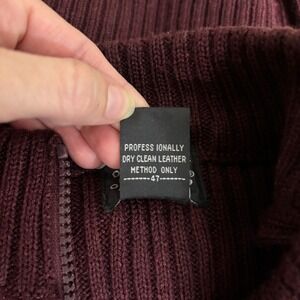 PROFESS IONALLY
DRY CLEAN LEATHER
METHOD ONLY
------47------